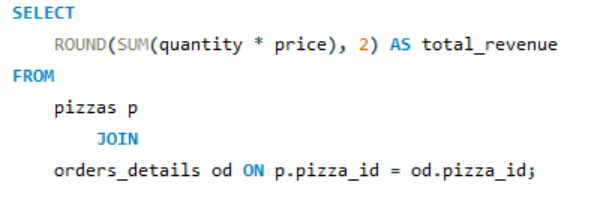 SELECT
ROUND(SUM(quantity * price), 2) AS total_revenue
FROM
pizzas p
JOIN
orders_details od ON p.pizza_id = od.pizza_id;